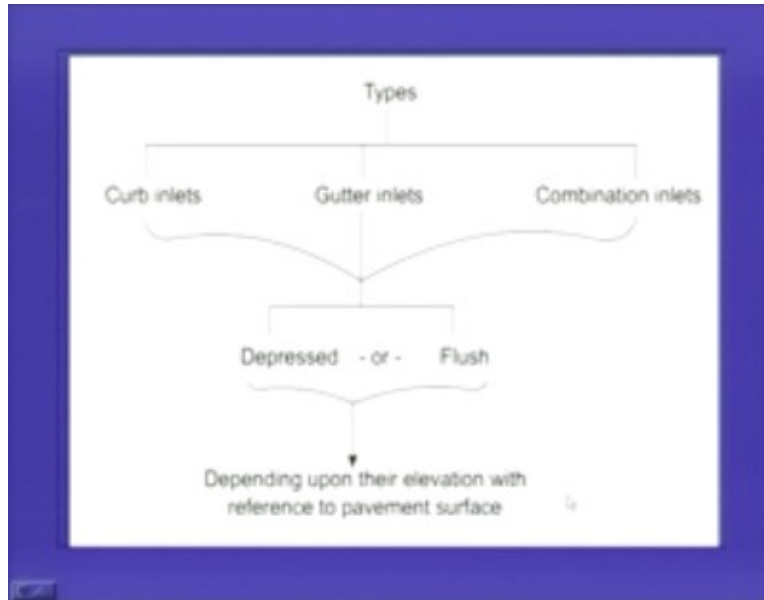 Types
Curb inlets Gutter inlets Combination inlets
Depressed - or - Flush
Depending upon their elevation with
reference to pavement surface